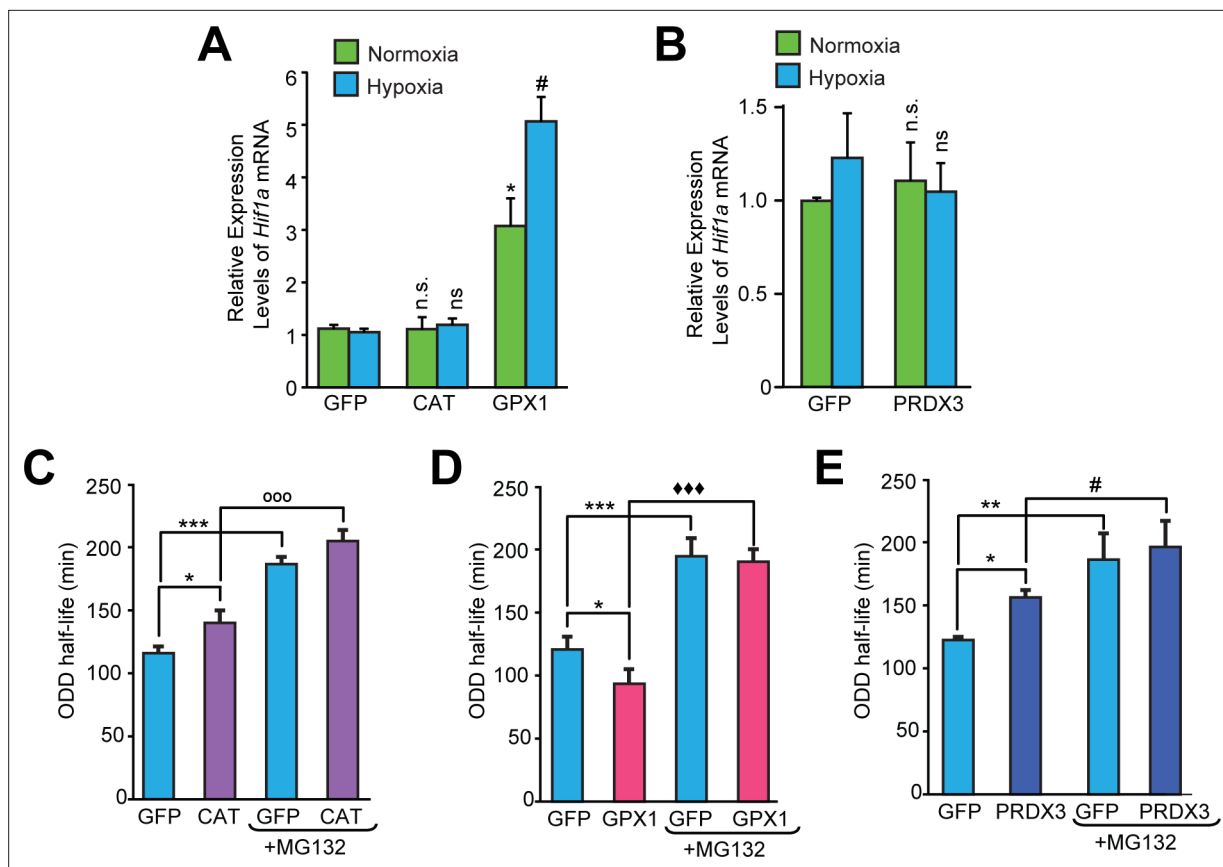 A
Normoxia
Hypoxia
Relative Expression
Levels of Hif1a mRNA
6
5
4
3
2
1
0
n.s.
ns
*
#
GFP
CAT
GPX1
B
Normoxia
Hypoxia
Relative Expression
Levels of Hif1a mRNA
1.5
1.0
0.5
0
n.s.
ns
GFP
PRDX3
C
ODD half-life (min)
250
200
150
100
50
0
ooo
***
*
GFP
CAT
GFP
CAT
+MG132
D
ODD half-life (min)
250
200
150
100
50
0
♦♦♦
***
*
GFP
GPX1
GFP
GPX1
+MG132
E
ODD half-life (min)
250
200
150
100
50
0
#
**
*
GFP
PRDX3
GFP
PRDX3
+MG132